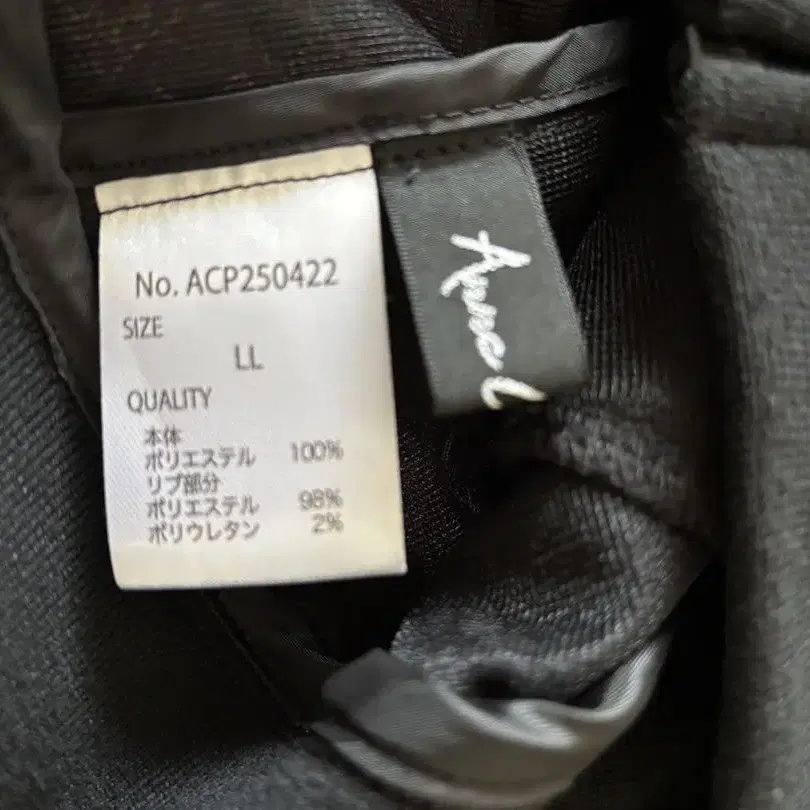 No. ACP250422
SIZE
LL
QUALITY
本体
ポリエステル 100%
リブ部分
ポリエステル 98%
ポリウレタン 2%